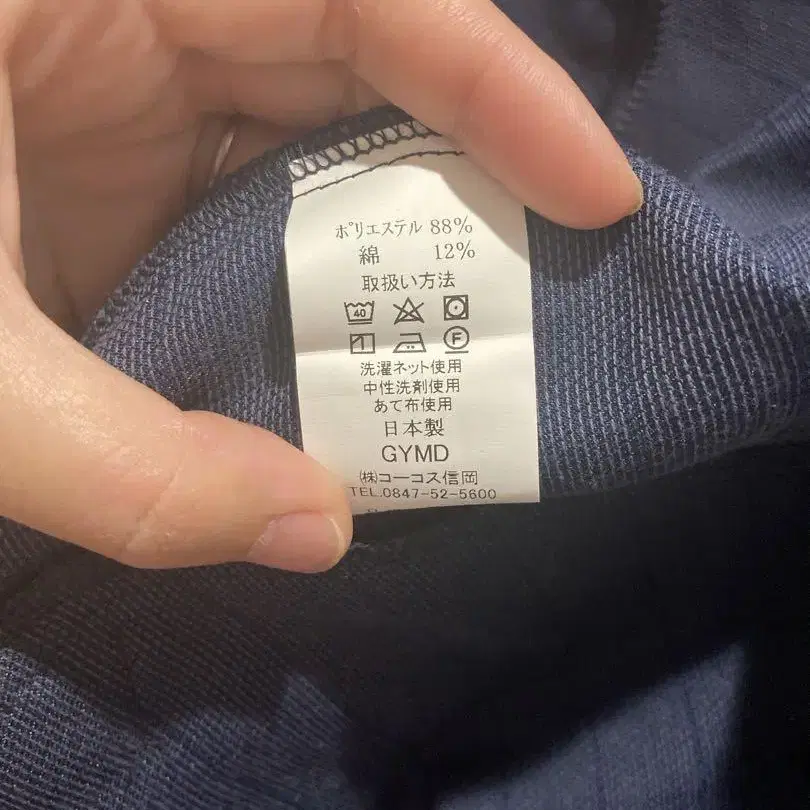 ポリエステル 88%
綿 12%
取扱い方法
40
F
洗濯ネット使用
中性洗剤使用
あて布使用
日本製
GYMD
㈱コーコス信岡
TEL.0847-52-5600